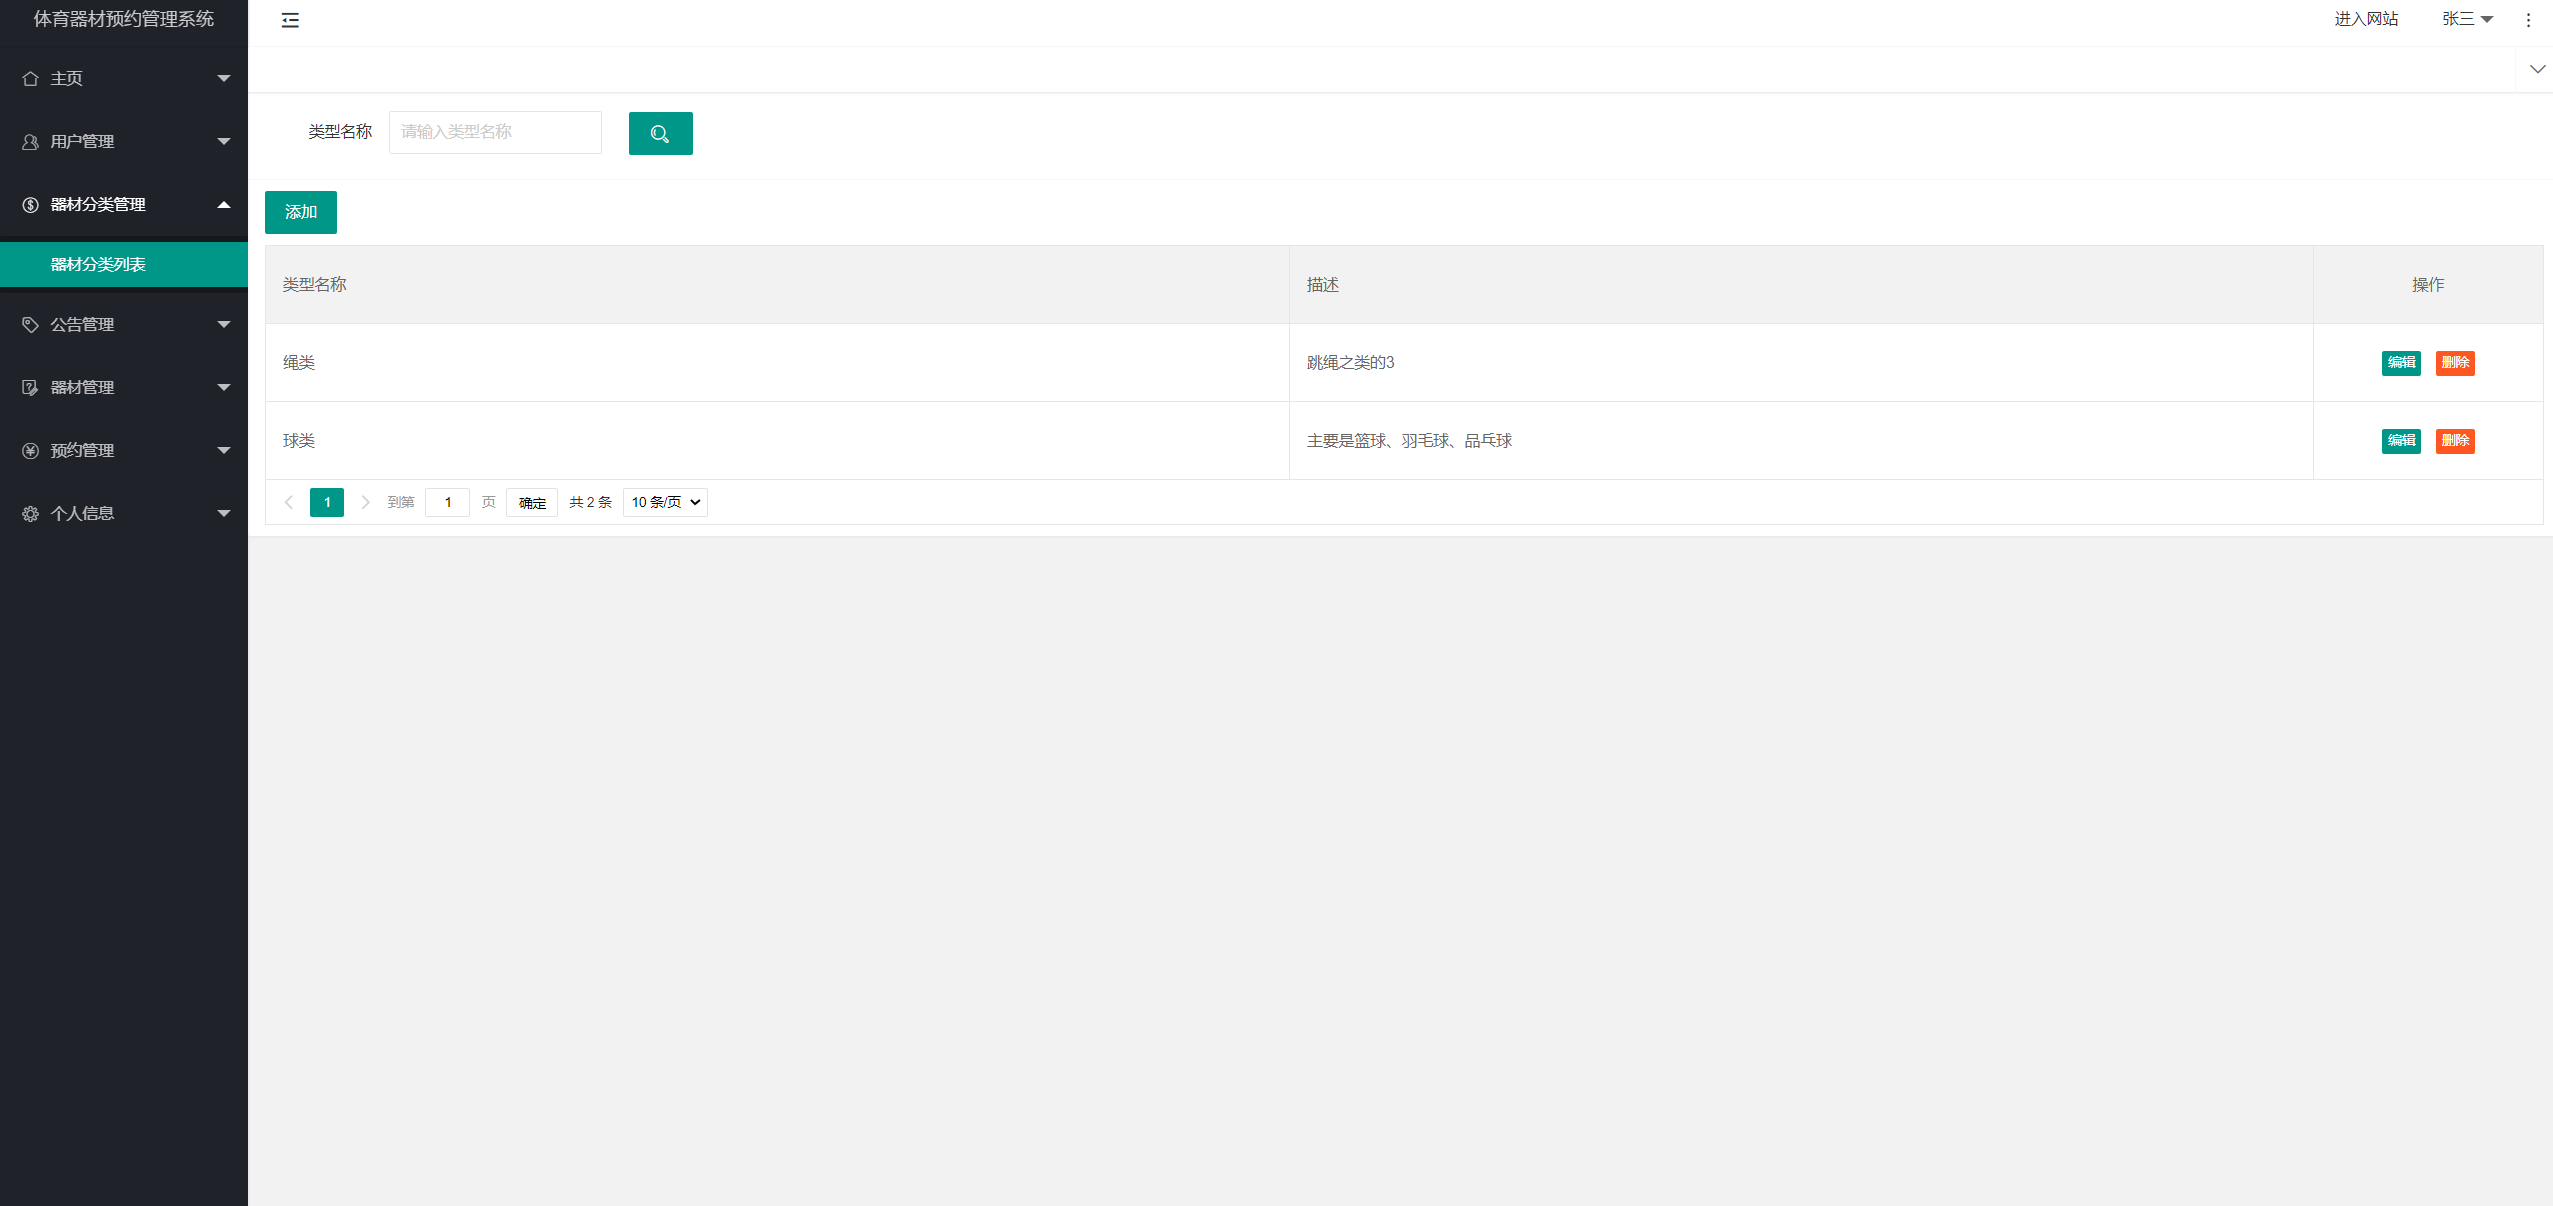 体育器材预约管理系统
进入网站 张三
主页
用户管理
器材分类管理
器材分类列表
公告管理
器材管理
预约管理
个人信息
类型名称 请输入类型名称
添加
类型名称 描述 操作
绳类 跳绳之类的3 编辑 删除
球类 主要是篮球、羽毛球、品乓球 编辑 删除
1 到第 1 页 确定 共 2 条 10 条/页